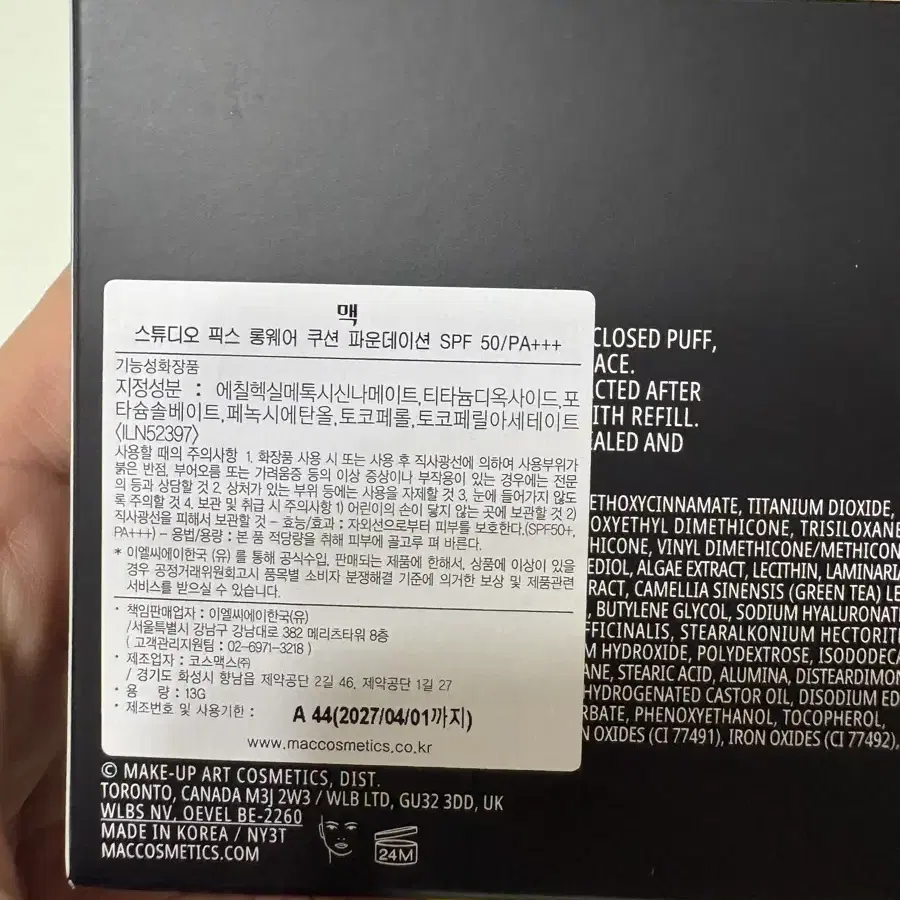 맥
스튜디오 픽스 롱웨어 쿠션 파운데이션 SPF 50/PA+++
기능성화장품
지정성분 : 에칠헥실메톡시신나메이트,티타늄디옥사이드,포
타슘솔베이트,페녹시에탄올,토코페롤,토코페릴아세테이트
〈ILN52397〉
사용할 때의 주의사항 1. 화장품 사용 시 또는 사용 후 직사광선에 의하여 사용부위가
붉은 반점, 부어오름 또는 가려움증 등의 이상 증상이나 부작용이 있는 경우에는 전문
의 등과 상담할 것 2. 상처가 있는 부위 등에는 사용을 자제할 것 3. 눈에 들어가지 않도
록 주의할 것 4. 보관 및 취급 시 주의사항 1) 어린이의 손이 닿지 않는 곳에 보관할 것 2)
직사광선을 피해서 보관할 것 - 효능/효과 : 자외선으로부터 피부를 보호한다.(SPF50+,
PA+++) - 용법/용량 : 본 품 적당량을 취해 피부에 골고루 펴 바른다.
* 이엘씨에이한국 (유) 를 통해 공식수입, 판매되는 제품에 한해서, 상품에 이상이 있을
경우 공정거래위원회고시 품목별 소비자 분쟁해결 기준에 의거한 보상 및 제품관련
서비스를 받으실 수 있습니다.
* 책임판매업자 : 이엘씨에이한국(유)
/서울특별시 강남구 강남대로 382 메리츠타워 8층
( 고객관리지원팀 : 02-6971-3218 )
* 제조업자 : 코스맥스㈜
/ 경기도 화성시 향남읍 제약공단 2길 46, 제약공단 1길 27
* 용 량 : 13G
* 제조번호 및 사용기한 : A 44(2027/04/01까지)
www.maccosmetics.co.kr
CLOSED PUFF,
ACE.
CTED AFTER
ITH REFILL.
ALED AND
ETHOXYCINNAMATE, TITANIUM DIOXIDE,
OXYETHYL DIMETHICONE, TRISILOXANE
HICONE, VINYL DIMETHICONE/METHICON
EDIOL, ALGAE EXTRACT, LECITHIN, LAMINARIA
RACT, CAMELLIA SINENSIS (GREEN TEA) LE
, BUTYLENE GLYCOL, SODIUM HYALURONAT
FFICINALIS, STEARALKONIUM HECTORIT
M HYDROXIDE, POLYDEXTROSE, ISODODECA
ANE, STEARIC ACID, ALUMINA, DISTEARDIMON
HYDROGENATED CASTOR OIL, DISODIUM ED
RBATE, PHENOXYETHANOL, TOCOPHEROL,
N OXIDES (CI 77491), IRON OXIDES (CI 77492),
© MAKE-UP ART COSMETICS, DIST.
TORONTO, CANADA M3J 2W3 / WLB LTD, GU32 3DD, UK
WLBS NV, OEVEL BE-2260
MADE IN KOREA / NY3T
MACCOSMETICS.COM
24M